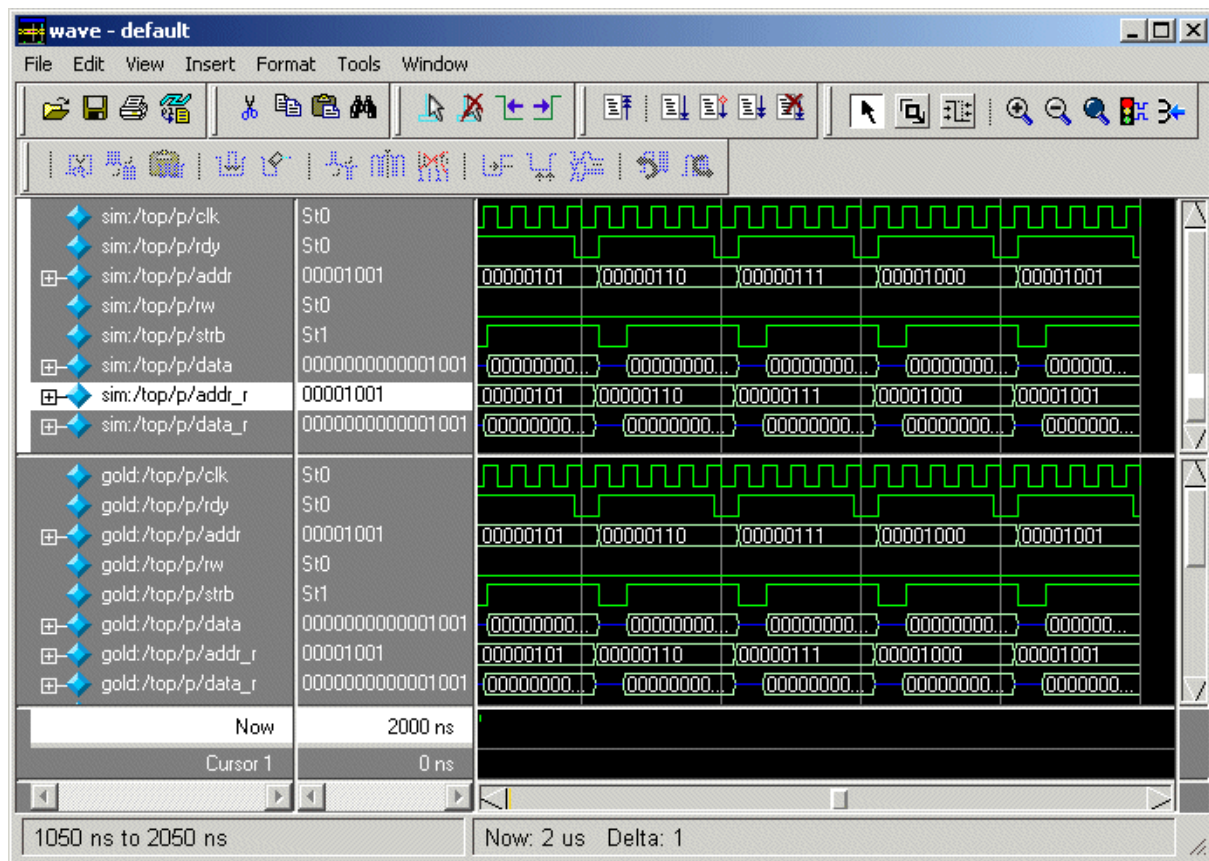 wave - default
File Edit View Insert Format Tools Window
sim:/top/p/clk St0
sim:/top/p/rdy St0
sim:/top/p/addr 00001001 00000101 00000110 00000111 00001000 00001001
sim:/top/p/rw St0
sim:/top/p/strb St1
sim:/top/p/data 0000000000001001 00000000... 00000000... 00000000... 00000000... 000000...
sim:/top/p/addr_r 00001001 00000101 00000110 00000111 00001000 00001001
sim:/top/p/data_r 0000000000001001 00000000... 00000000... 00000000... 00000000... 0000000...
gold:/top/p/clk St0
gold:/top/p/rdy St0
gold:/top/p/addr 00001001 00000101 00000110 00000111 00001000 00001001
gold:/top/p/rw St0
gold:/top/p/strb St1
gold:/top/p/data 0000000000001001 00000000... 00000000... 00000000... 00000000... 000000...
gold:/top/p/addr_r 00001001 00000101 00000110 00000111 00001000 00001001
gold:/top/p/data_r 0000000000001001 00000000... 00000000... 00000000... 00000000... 0000000...
Now 2000 ns
Cursor 1 0 ns
1050 ns to 2050 ns Now: 2 us Delta: 1